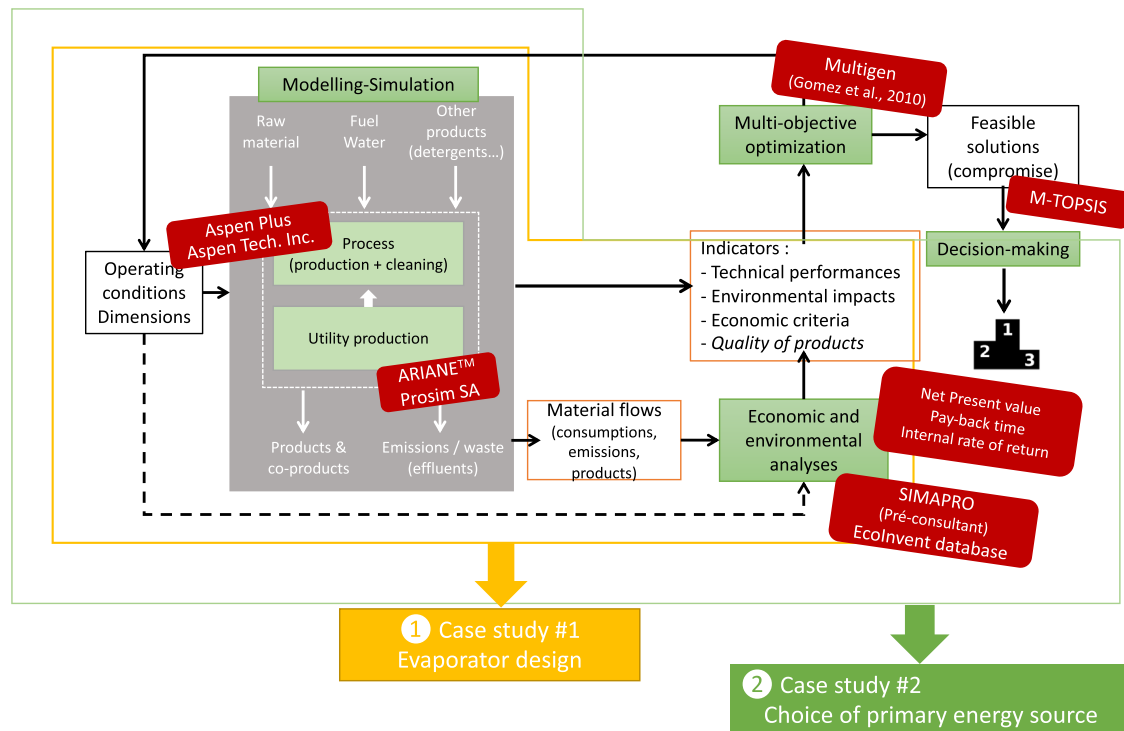 Multigen
(Gomez et al., 2010)
Modelling-Simulation
Raw
material
Fuel
Water
Other
products
(detergents...)
Multi-objective
optimization
Feasible
solutions
(compromise)
M-TOPSIS
Aspen Plus
Aspen Tech. Inc.
Process
(production + cleaning)
Operating
conditions
Dimensions
Indicators :
- Technical performances
- Environmental impacts
- Economic criteria
- Quality of products
Decision-making
1
2
3
Utility production
ARIANE™
Prosim SA
Products &
co-products
Emissions / waste
(effluents)
Material flows
(consumptions,
emissions,
products)
Economic and
environmental
analyses
Net Present value
Pay-back time
Internal rate of return
SIMAPRO
(Pré-consultant)
EcoInvent database
1 Case study #1
Evaporator design
2 Case study #2
Choice of primary energy source